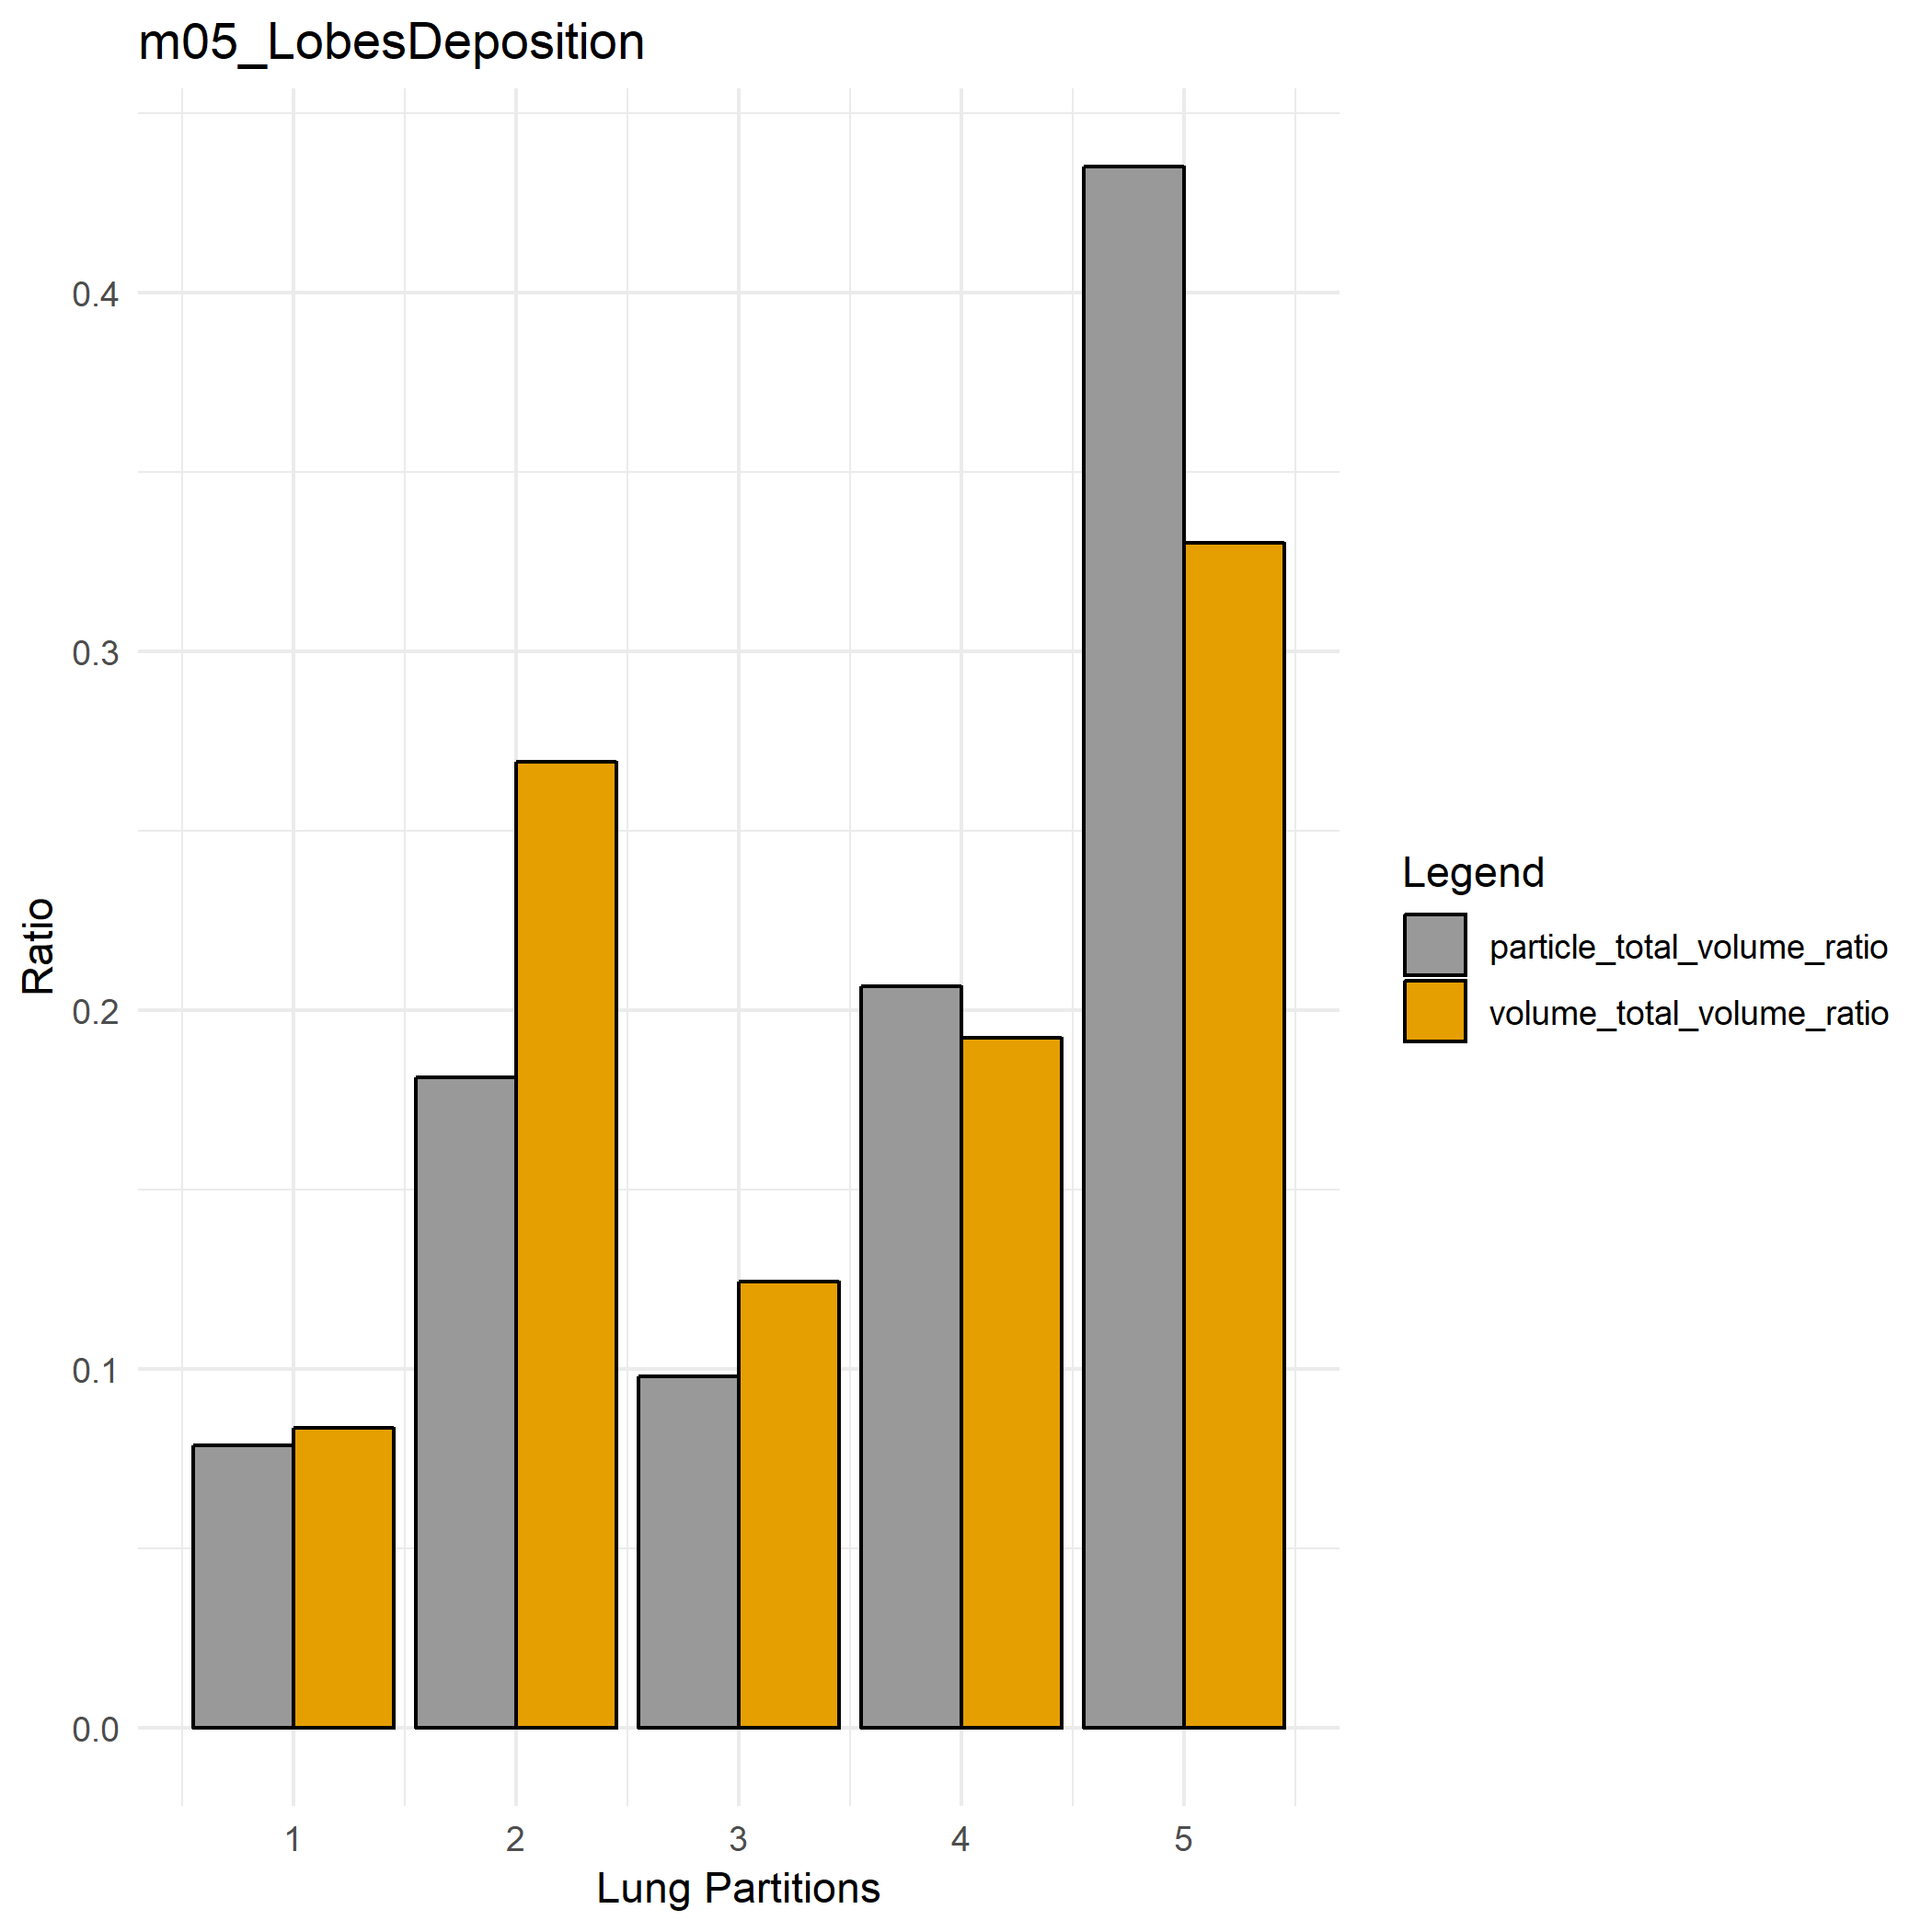 m05_LobesDeposition
Ratio
0.4
0.3
0.2
0.1
0.0
1 2 3 4 5
Lung Partitions
Legend
particle_total_volume_ratio
volume_total_volume_ratio